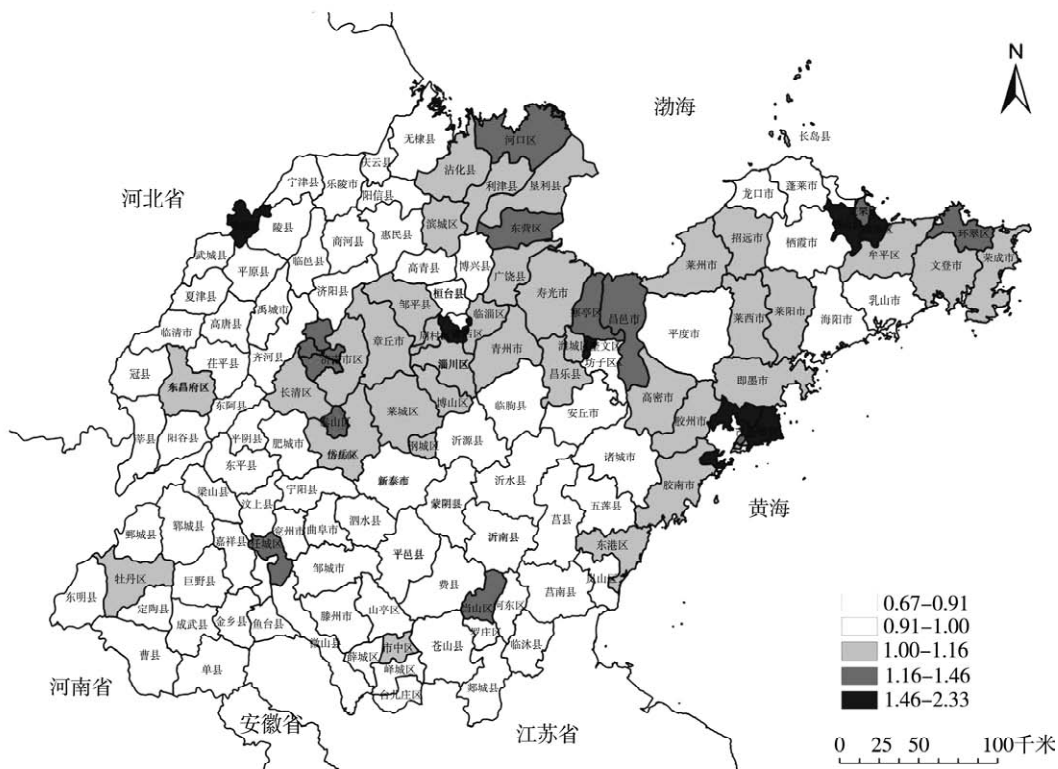 N
渤海
长岛县
无棣县
河口区
庆云县
沾化县
宁津县
乐陵市
利津县
垦利县
龙口市
蓬莱市
河北省
阳信县
陵县
滨城区
招远市
栖霞市
环翠区
商河县
惠民县
东营区
牟平区
文登市
荣成市
武城县
临邑县
莱州市
平原县
高青县
博兴县
广饶县
济阳县
桓台县
寿光市
乳山市
夏津县
禹城市
邹平县
临淄区
寒亭区
昌邑市
莱西市
莱阳市
海阳市
临清市
高唐县
平度市
章丘市
青州市
坊子区
冠县
茌平县
齐河县
淄川区
昌乐县
即墨市
东昌府区
长清区
博山区
高密市
东阿县
莱城区
临朐县
安丘市
胶州市
莘县
阳谷县
平阴县
肥城市
岱岳区
钢城区
沂源县
诸城市
东平县
新泰市
沂水县
胶南市
梁山县
宁阳县
蒙阴县
五莲县
黄海
汶上县
泗水县
莒县
鄄城县
郓城县
嘉祥县
兖州市
曲阜市
沂南县
东港区
任城区
平邑县
岚山区
牡丹区
巨野县
邹城市
费县
莒南县
东明县
定陶县
河东区
成武县
金乡县
鱼台县
滕州市
山亭区
罗庄区
临沭县
曹县
单县
微山县
薛城区
市中区
苍山县
峄城区
台儿庄区
郯城县
河南省
安徽省
江苏省
0.67–0.91
0.91–1.00
1.00–1.16
1.16–1.46
1.46–2.33
0 25 50 100千米